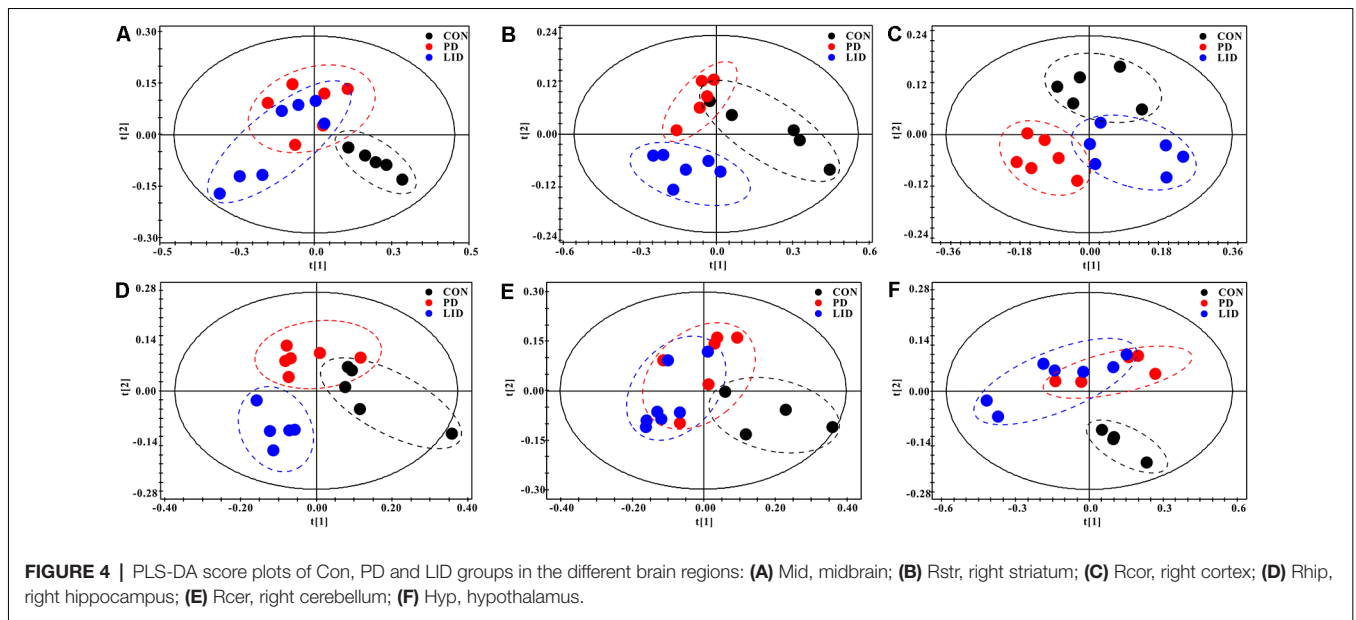 A
0.30
0.15
0.00
-0.15
-0.30
t[2]
-0.5
-0.3
0.0
0.3
0.5
t[1]
CON
PD
LID
B
0.24
0.12
0.00
-0.12
-0.24
t[2]
-0.6
-0.3
0.0
0.3
0.6
t[1]
CON
PD
LID
C
0.24
0.12
0.00
-0.12
-0.24
t[2]
-0.36
-0.18
0.00
0.18
0.36
t[1]
CON
PD
LID
D
0.28
0.14
0.00
-0.14
-0.28
t[2]
-0.40
-0.20
0.00
0.20
0.40
t[1]
CON
PD
LID
E
0.30
0.15
0.00
-0.15
-0.30
t[2]
-0.40
-0.20
0.00
0.20
0.40
t[1]
CON
PD
LID
F
0.28
0.14
0.00
-0.14
-0.28
t[2]
-0.6
-0.3
0.0
0.3
0.6
t[1]
CON
PD
LID
FIGURE 4 | PLS-DA score plots of Con, PD and LID groups in the different brain regions: (A) Mid, midbrain; (B) Rstr, right striatum; (C) Rcor, right cortex; (D) Rhip,
right hippocampus; (E) Rcer, right cerebellum; (F) Hyp, hypothalamus.